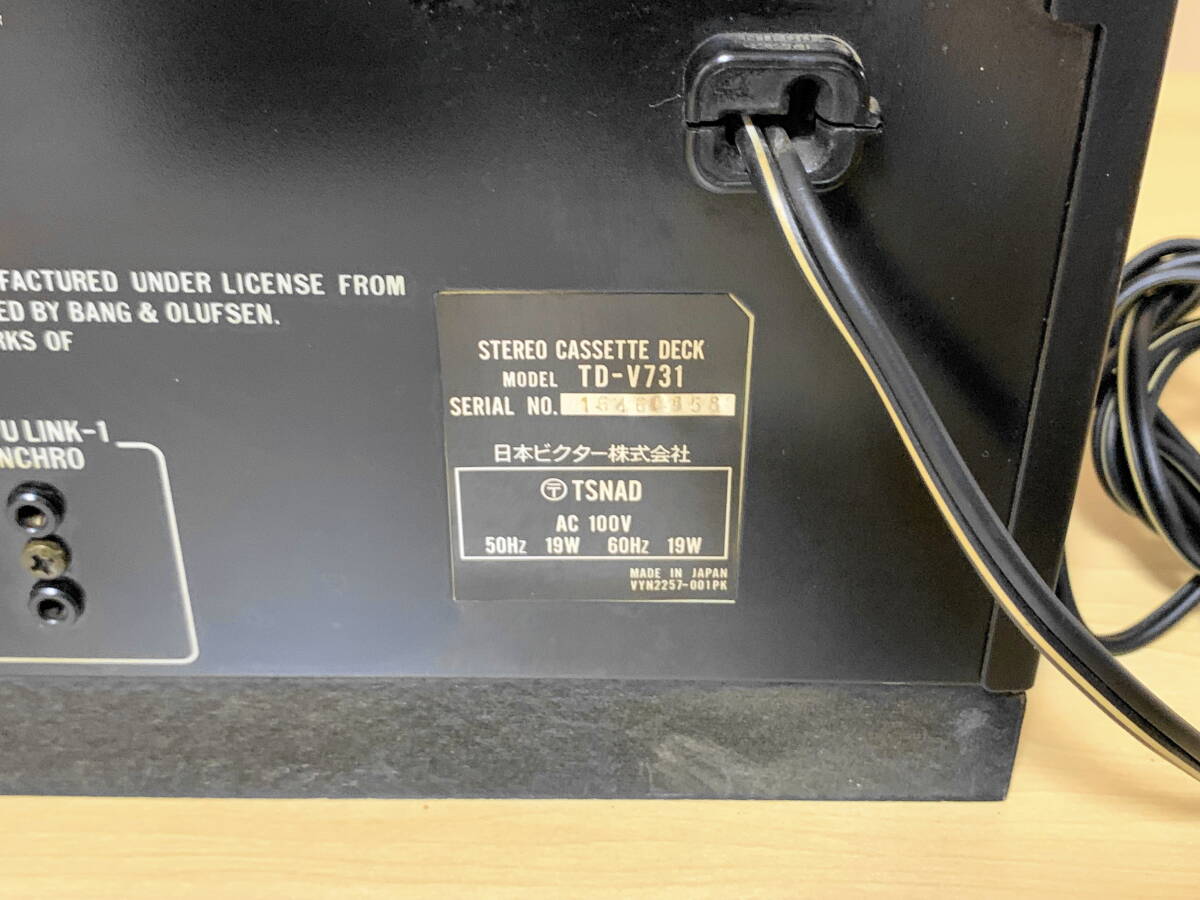 FACTURED UNDER LICENSE FROM
ED BY BANG & OLUFSEN.
RKS OF
U LINK-1
NCHRO
STEREO CASSETTE DECK
MODEL TD-V731
SERIAL NO.
日本ビクター株式会社
〶 TSNAD
AC 100V
50Hz 19W 60Hz 19W
MADE IN JAPAN
VYN2257-001PK